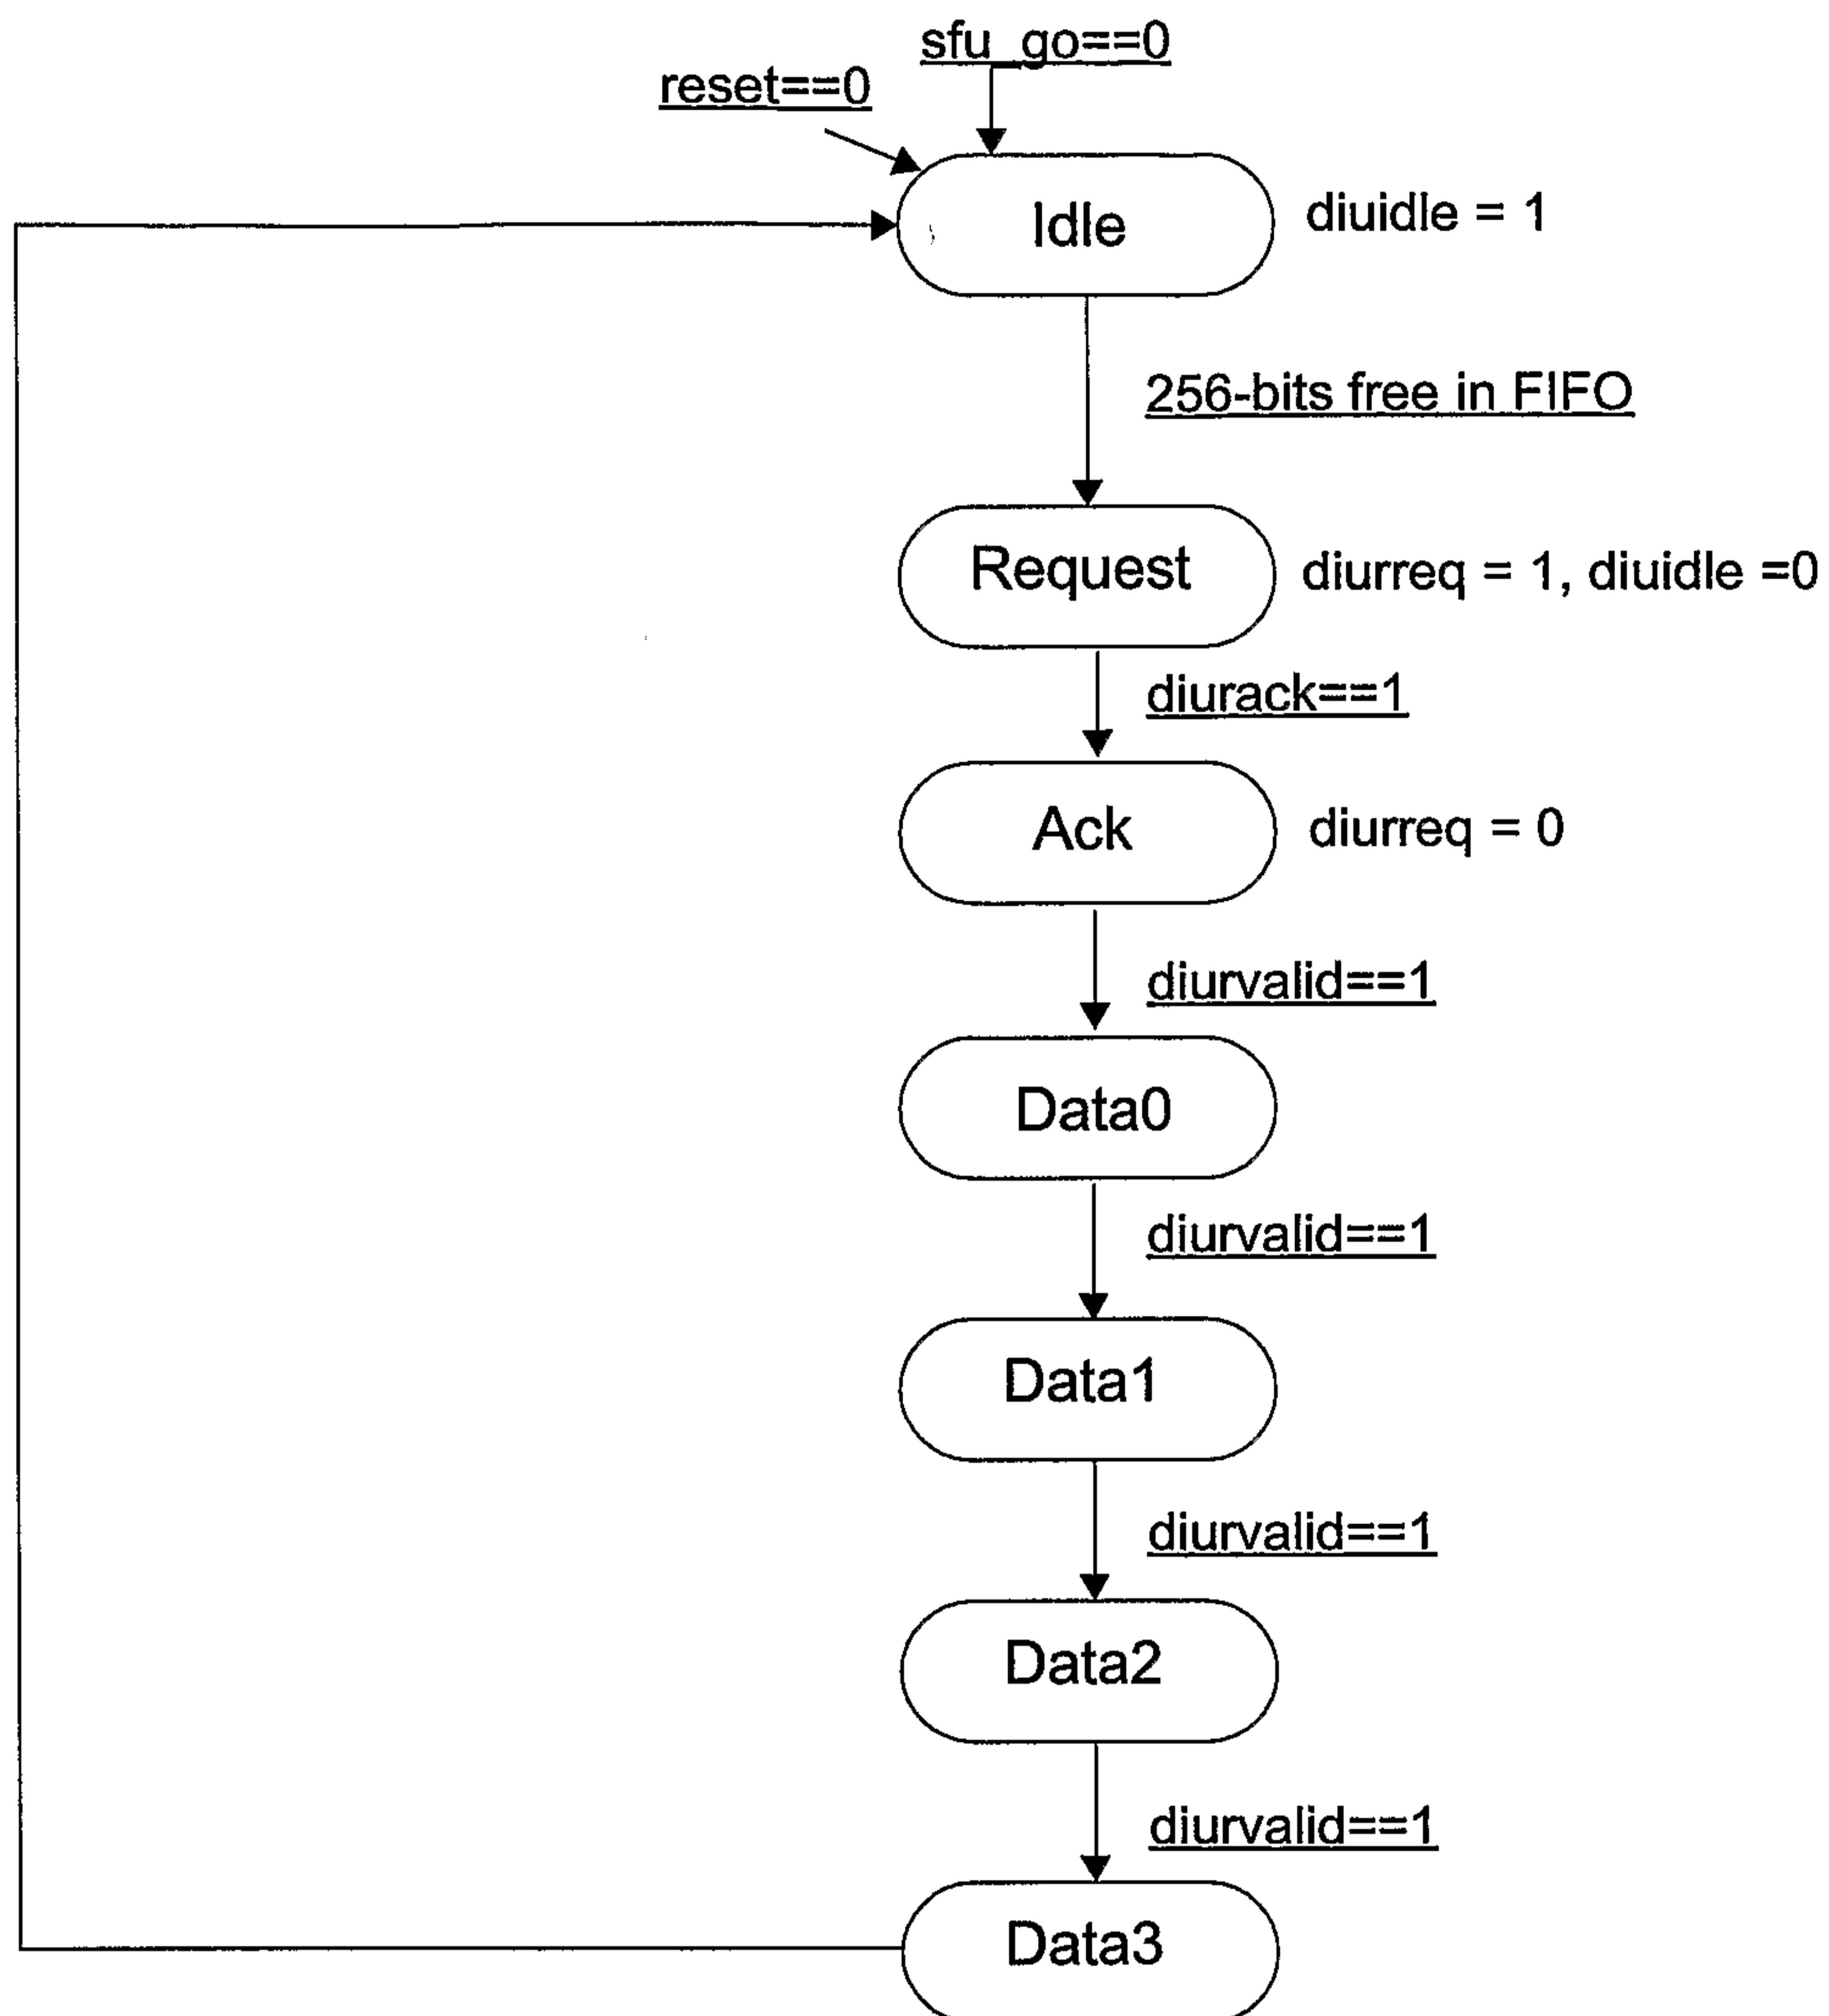 sfu_go==0
reset==0
Idle
diuidle = 1
256-bits free in FIFO
Request
diurreq = 1, diuidle =0
diurack==1
Ack
diurreq = 0
diurvalid==1
Data0
diurvalid==1
Data1
diurvalid==1
Data2
diurvalid==1
Data3